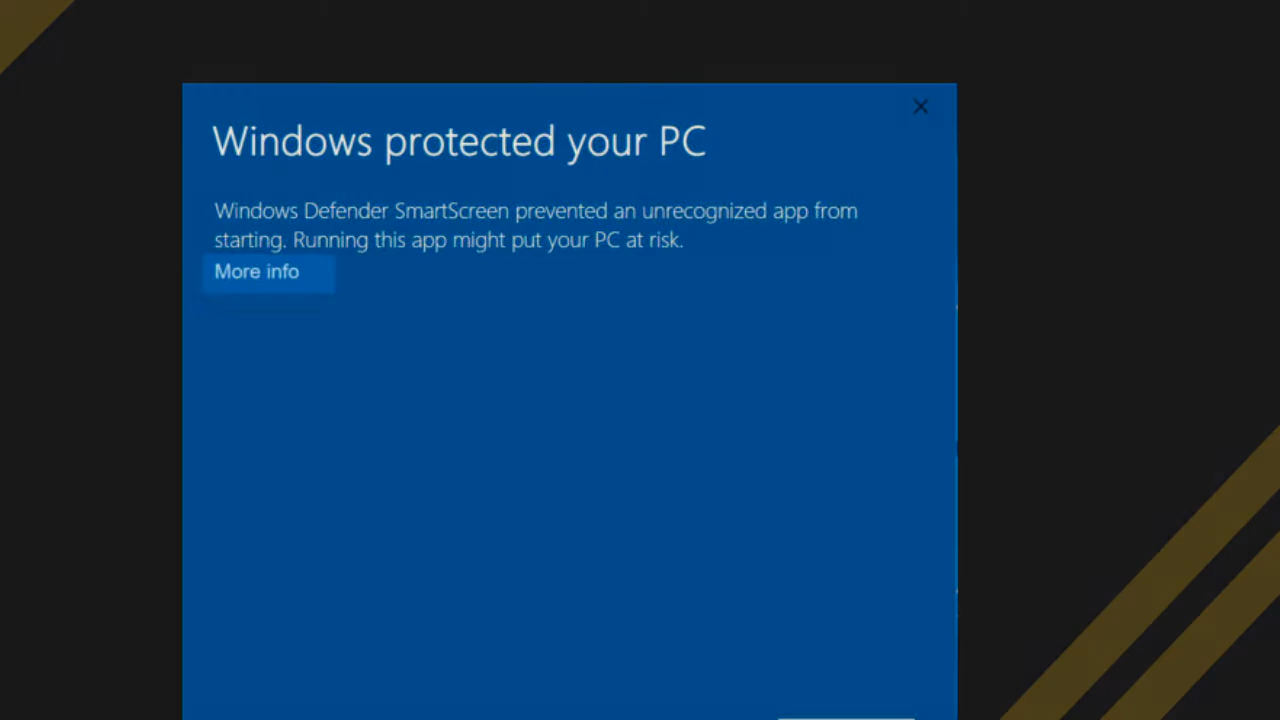 Windows protected your PC
Windows Defender SmartScreen prevented an unrecognized app from
starting. Running this app might put your PC at risk.
More info